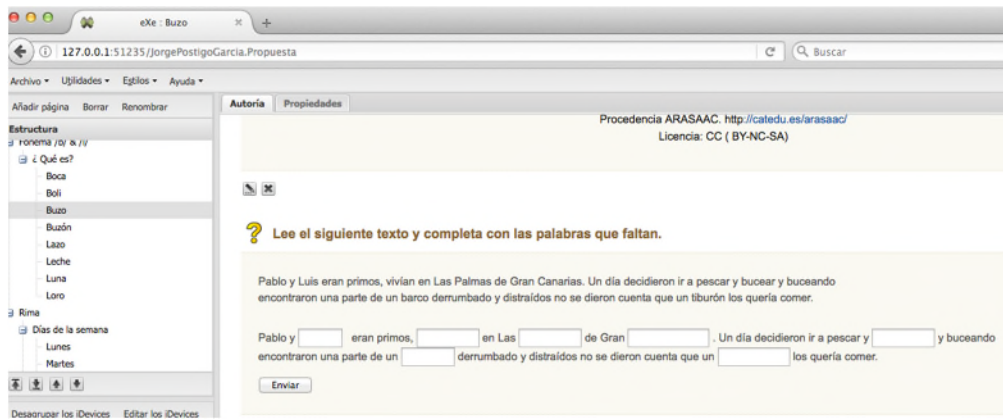 eXe : Buzo
127.0.0.1:51235/JorgePostigoGarcia.Propuesta
Buscar
Archivo Utilidades Estilos Ayuda
Añadir página Borrar Renombrar
Autoría Propiedades
Estructura
Fonema /b/ & /l/
¿ Qué es?
Boca
Boli
Buzo
Buzón
Lazo
Leche
Luna
Loro
Rima
Días de la semana
Lunes
Martes
Desagrupar los iDevices Editar los iDevices
Procedencia ARASAAC. http://catedu.es/arasaac/
Licencia: CC ( BY-NC-SA)
Lee el siguiente texto y completa con las palabras que faltan.
Pablo y Luis eran primos, vivían en Las Palmas de Gran Canarias. Un día decidieron ir a pescar y bucear y buceando
encontraron una parte de un barco derrumbado y distraídos no se dieron cuenta que un tiburón los quería comer.
Pablo y eran primos, en Las de Gran . Un día decidieron ir a pescar y y buceando
encontraron una parte de un derrumbado y distraídos no se dieron cuenta que un los quería comer.
Enviar